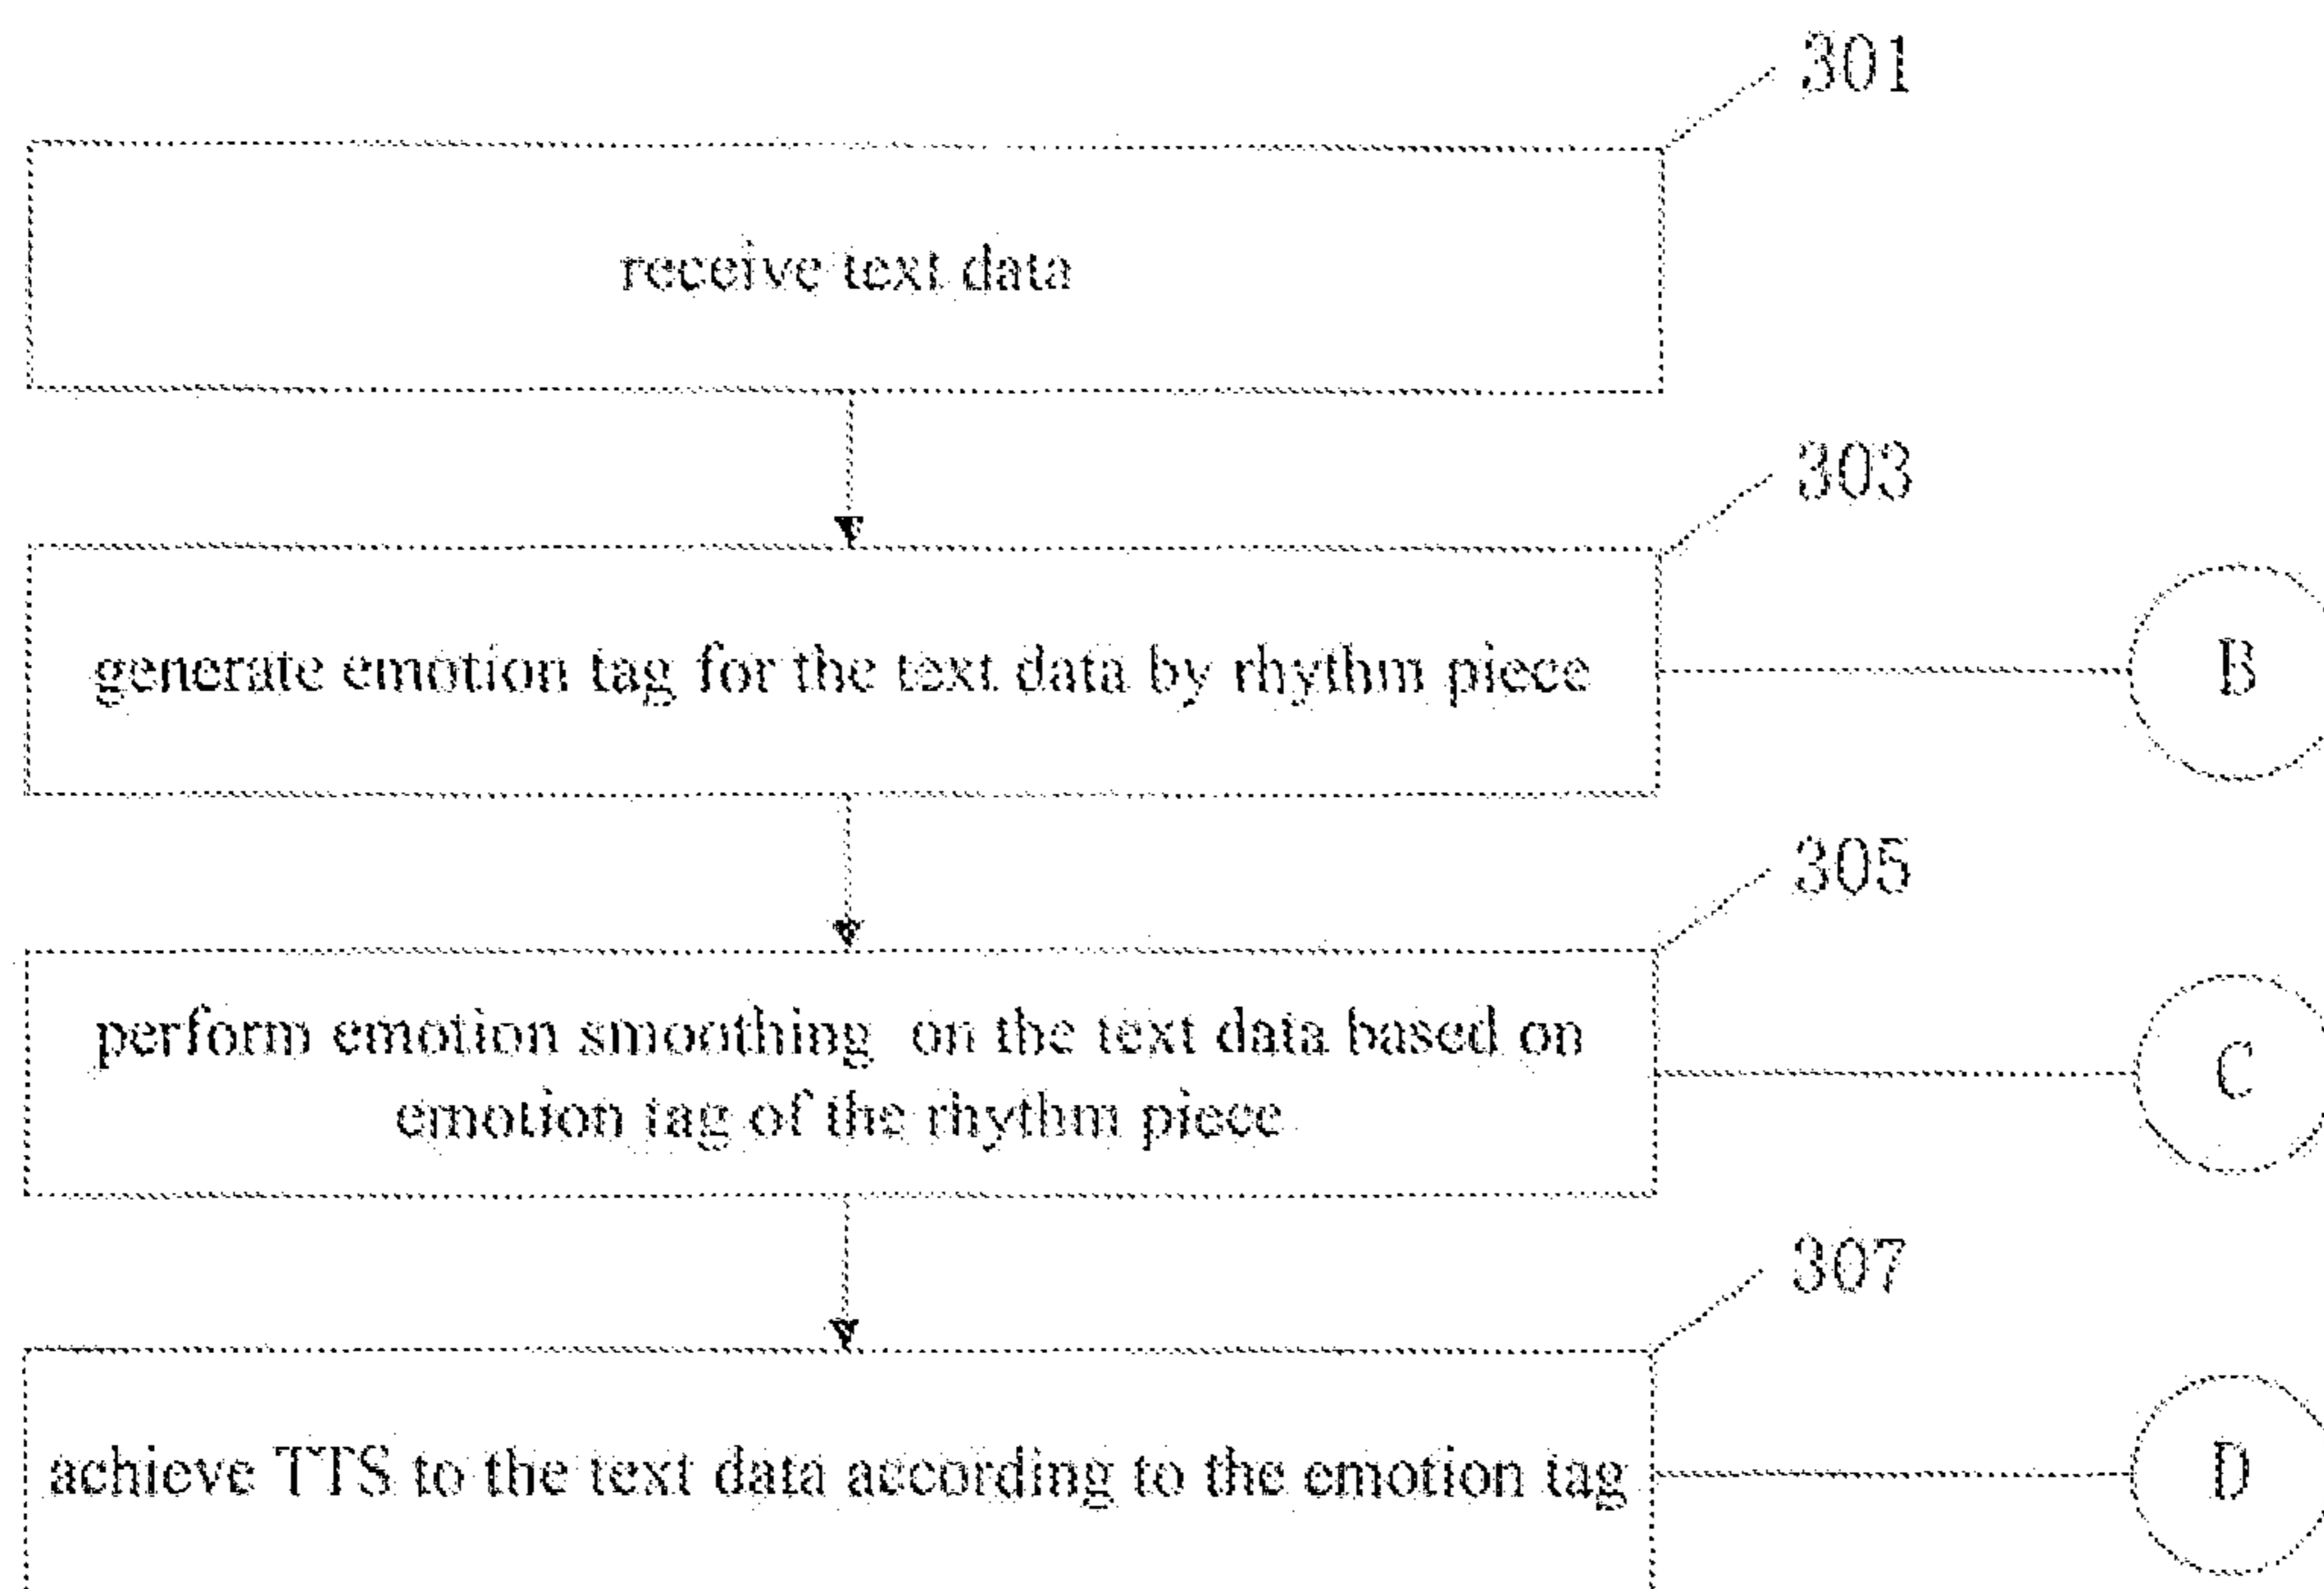 301
receive text data
303
generate emotion tag for the text data by rhythm piece
B
305
perform emotion smoothing on the text data based on
emotion tag of the rhythm piece
C
307
achieve TTS to the text data according to the emotion tag
D